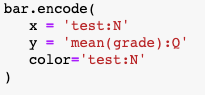 bar.encode(
    x = 'test:N'
    y = 'mean(grade):Q'
    color='test:N'
)